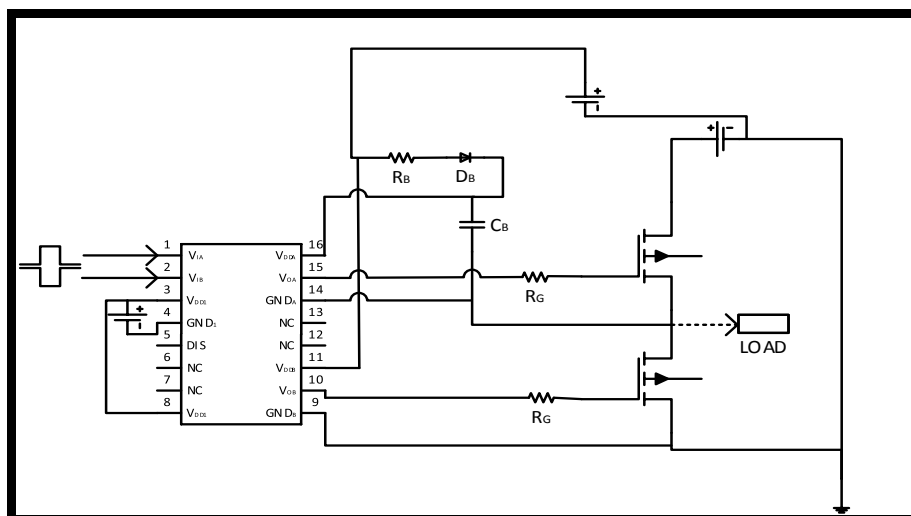 +
-
+ -
RB DB
CB
1 VIA VDDA 16
2 VIB VOA 15
3 VDD1 GNDA 14
4 GND1 NC 13
5 DIS NC 12
6 NC VDDB 11
7 NC VOB 10
8 VDD1 GNDB 9
+
-
RG
LOAD
RG